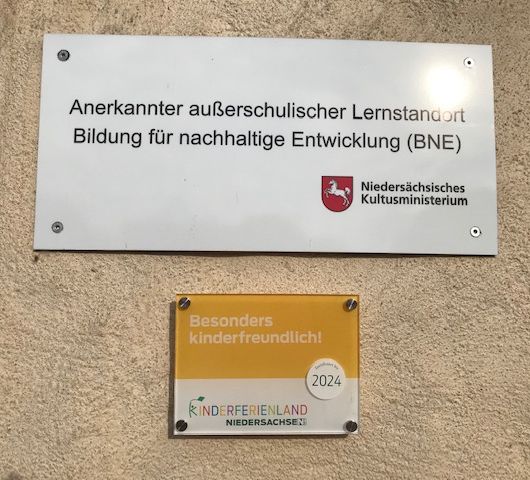 Anerkannter außerschulischer Lernstandort
Bildung für nachhaltige Entwicklung (BNE)
Niedersächsisches
Kultusministerium
Besonders
kinderfreundlich!
2024
KINDERFERIENLAND
NIEDERSACHSEN